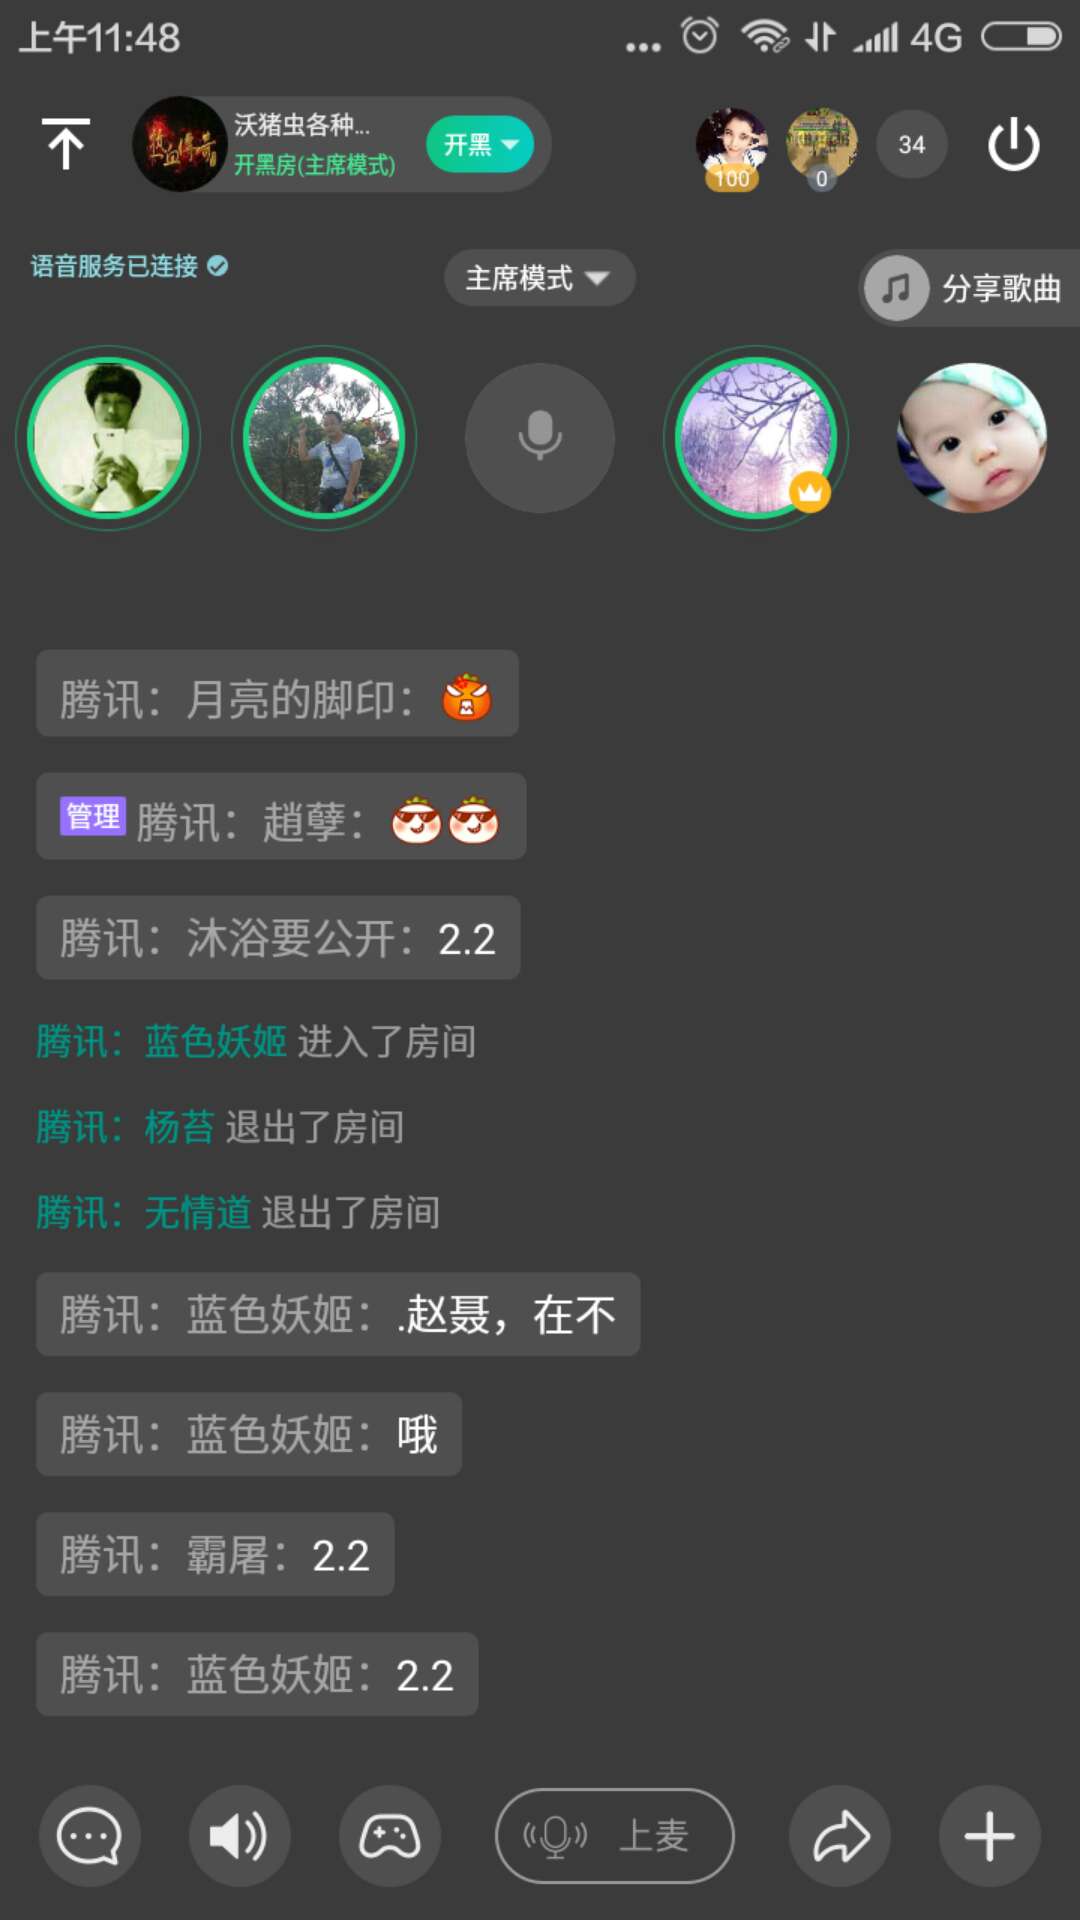 上午11:48
4G
热血传奇
沃猪虫各种...
开黑房(主席模式)
开黑
100
0
34
语音服务已连接
主席模式
分享歌曲
腾讯：月亮的脚印：
管理 腾讯：趙孽：
腾讯：沐浴要公开：2.2
腾讯：蓝色妖姬 进入了房间
腾讯：杨苔 退出了房间
腾讯：无情道 退出了房间
腾讯：蓝色妖姬：.赵聂，在不
腾讯：蓝色妖姬：哦
腾讯：霸屠：2.2
腾讯：蓝色妖姬：2.2
上麦